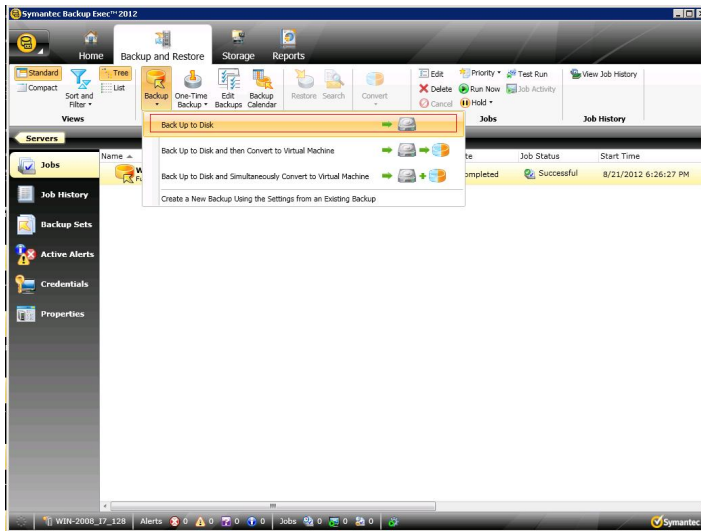 Symantec Backup Exec™ 2012
Home Backup and Restore Storage Reports
Standard
Compact
Sort and Filter
Tree
List
Views
Backup
One-Time Backup
Edit Backups
Backup Calendar
Restore
Search
Convert
Edit
Delete
Cancel
Priority
Run Now
Hold
Test Run
Job Activity
Jobs
View Job History
Job History
Back Up to Disk
Back Up to Disk and then Convert to Virtual Machine
Back Up to Disk and Simultaneously Convert to Virtual Machine
Create a New Backup Using the Settings from an Existing Backup
Servers
Jobs
Job History
Backup Sets
Active Alerts
Credentials
Properties
Name Job Status Start Time
Successful 8/21/2012 6:26:27 PM
WIN-2008_I7_128 Alerts 0 0 0 0 Jobs 0 0 0 Symantec